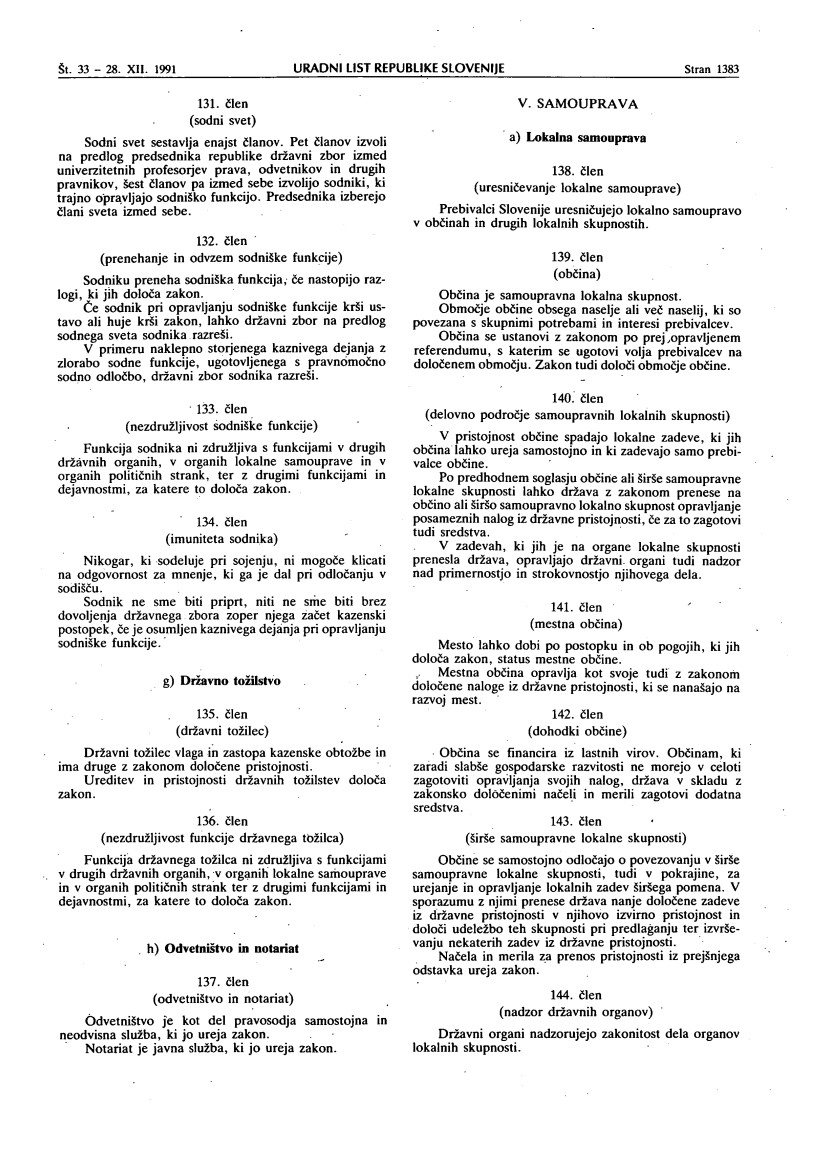 Št. 33 – 28. XII. 1991 URADNI LIST REPUBLIKE SLOVENIJE Stran 1383
131. člen
(sodni svet)
Sodni svet sestavlja enajst članov. Pet članov izvoli
na predlog predsednika republike državni zbor izmed
univerzitetnih profesorjev prava, odvetnikov in drugih
pravnikov, šest članov pa izmed sebe izvolijo sodniki, ki
trajno opravljajo sodniško funkcijo. Predsednika izberejo
člani sveta izmed sebe.
132. člen
(prenehanje in odvzem sodniške funkcije)
Sodniku preneha sodniška funkcija, če nastopijo raz-
logi, ki jih določa zakon.
Če sodnik pri opravljanju sodniške funkcije krši us-
tavo ali huje krši zakon, lahko državni zbor na predlog
sodnega sveta sodnika razreši.
V primeru naklepno storjenega kaznivega dejanja z
zlorabo sodne funkcije, ugotovljenega s pravnomočno
sodno odločbo, državni zbor sodnika razreši.
133. člen
(nezdružljivost sodniške funkcije)
Funkcija sodnika ni združljiva s funkcijami v drugih
državnih organih, v organih lokalne samouprave in v
organih političnih strank, ter z drugimi funkcijami in
dejavnostmi, za katere to določa zakon.
134. člen
(imuniteta sodnika)
Nikogar, ki sodeluje pri sojenju, ni mogoče klicati
na odgovornost za mnenje, ki ga je dal pri odločanju v
sodišču.
Sodnik ne sme biti priprt, niti ne sme biti brez
dovoljenja državnega zbora zoper njega začet kazenski
postopek, če je osumljen kaznivega dejanja pri opravljanju
sodniške funkcije.
g) Državno tožilstvo
135. člen
(državni tožilec)
Državni tožilec vlaga in zastopa kazenske obtožbe in
ima druge z zakonom določene pristojnosti.
Ureditev in pristojnosti državnih tožilstev določa
zakon.
136. člen
(nezdružljivost funkcije državnega tožilca)
Funkcija državnega tožilca ni združljiva s funkcijami
v drugih državnih organih, v organih lokalne samouprave
in v organih političnih strank ter z drugimi funkcijami in
dejavnostmi, za katere to določa zakon.
h) Odvetništvo in notariat
137. člen
(odvetništvo in notariat)
Odvetništvo je kot del pravosodja samostojna in
neodvisna služba, ki jo ureja zakon.
Notariat je javna služba, ki jo ureja zakon.
V. SAMOUPRAVA
a) Lokalna samouprava
138. člen
(uresničevanje lokalne samouprave)
Prebivalci Slovenije uresničujejo lokalno samoupravo
v občinah in drugih lokalnih skupnostih.
139. člen
(občina)
Občina je samoupravna lokalna skupnost.
Območje občine obsega naselje ali več naselij, ki so
povezana s skupnimi potrebami in interesi prebivalcev.
Občina se ustanovi z zakonom po prej opravljenem
referendumu, s katerim se ugotovi volja prebivalcev na
določenem območju. Zakon tudi določi območje občine.
140. člen
(delovno področje samoupravnih lokalnih skupnosti)
V pristojnost občine spadajo lokalne zadeve, ki jih
občina lahko ureja samostojno in ki zadevajo samo prebi-
valce občine.
Po predhodnem soglasju občine ali širše samoupravne
lokalne skupnosti lahko država z zakonom prenese na
občino ali širšo samoupravno lokalno skupnost opravljanje
posameznih nalog iz državne pristojnosti, če za to zagotovi
tudi sredstva.
V zadevah, ki jih je na organe lokalne skupnosti
prenesla država, opravljajo državni organi tudi nadzor
nad primernostjo in strokovnostjo njihovega dela.
141. člen
(mestna občina)
Mesto lahko dobi po postopku in ob pogojih, ki jih
določa zakon, status mestne občine.
Mestna občina opravlja kot svoje tudi z zakonom
določene naloge iz državne pristojnosti, ki se nanašajo na
razvoj mest.
142. člen
(dohodki občine)
Občina se financira iz lastnih virov. Občinam, ki
zaradi slabše gospodarske razvitosti ne morejo v celoti
zagotoviti opravljanja svojih nalog, država v skladu z
zakonsko določenimi načeli in merili zagotovi dodatna
sredstva.
143. člen
(širše samoupravne lokalne skupnosti)
Občine se samostojno odločajo o povezovanju v širše
samoupravne lokalne skupnosti, tudi v pokrajine, za
urejanje in opravljanje lokalnih zadev širšega pomena. V
sporazumu z njimi prenese država nanje določene zadeve
iz državne pristojnosti v njihovo izvirno pristojnost in
določi udeležbo teh skupnosti pri predlaganju ter izvrše-
vanju nekaterih zadev iz državne pristojnosti.
Načela in merila za prenos pristojnosti iz prejšnjega
odstavka ureja zakon.
144. člen
(nadzor državnih organov)
Državni organi nadzorujejo zakonitost dela organov
lokalnih skupnosti.